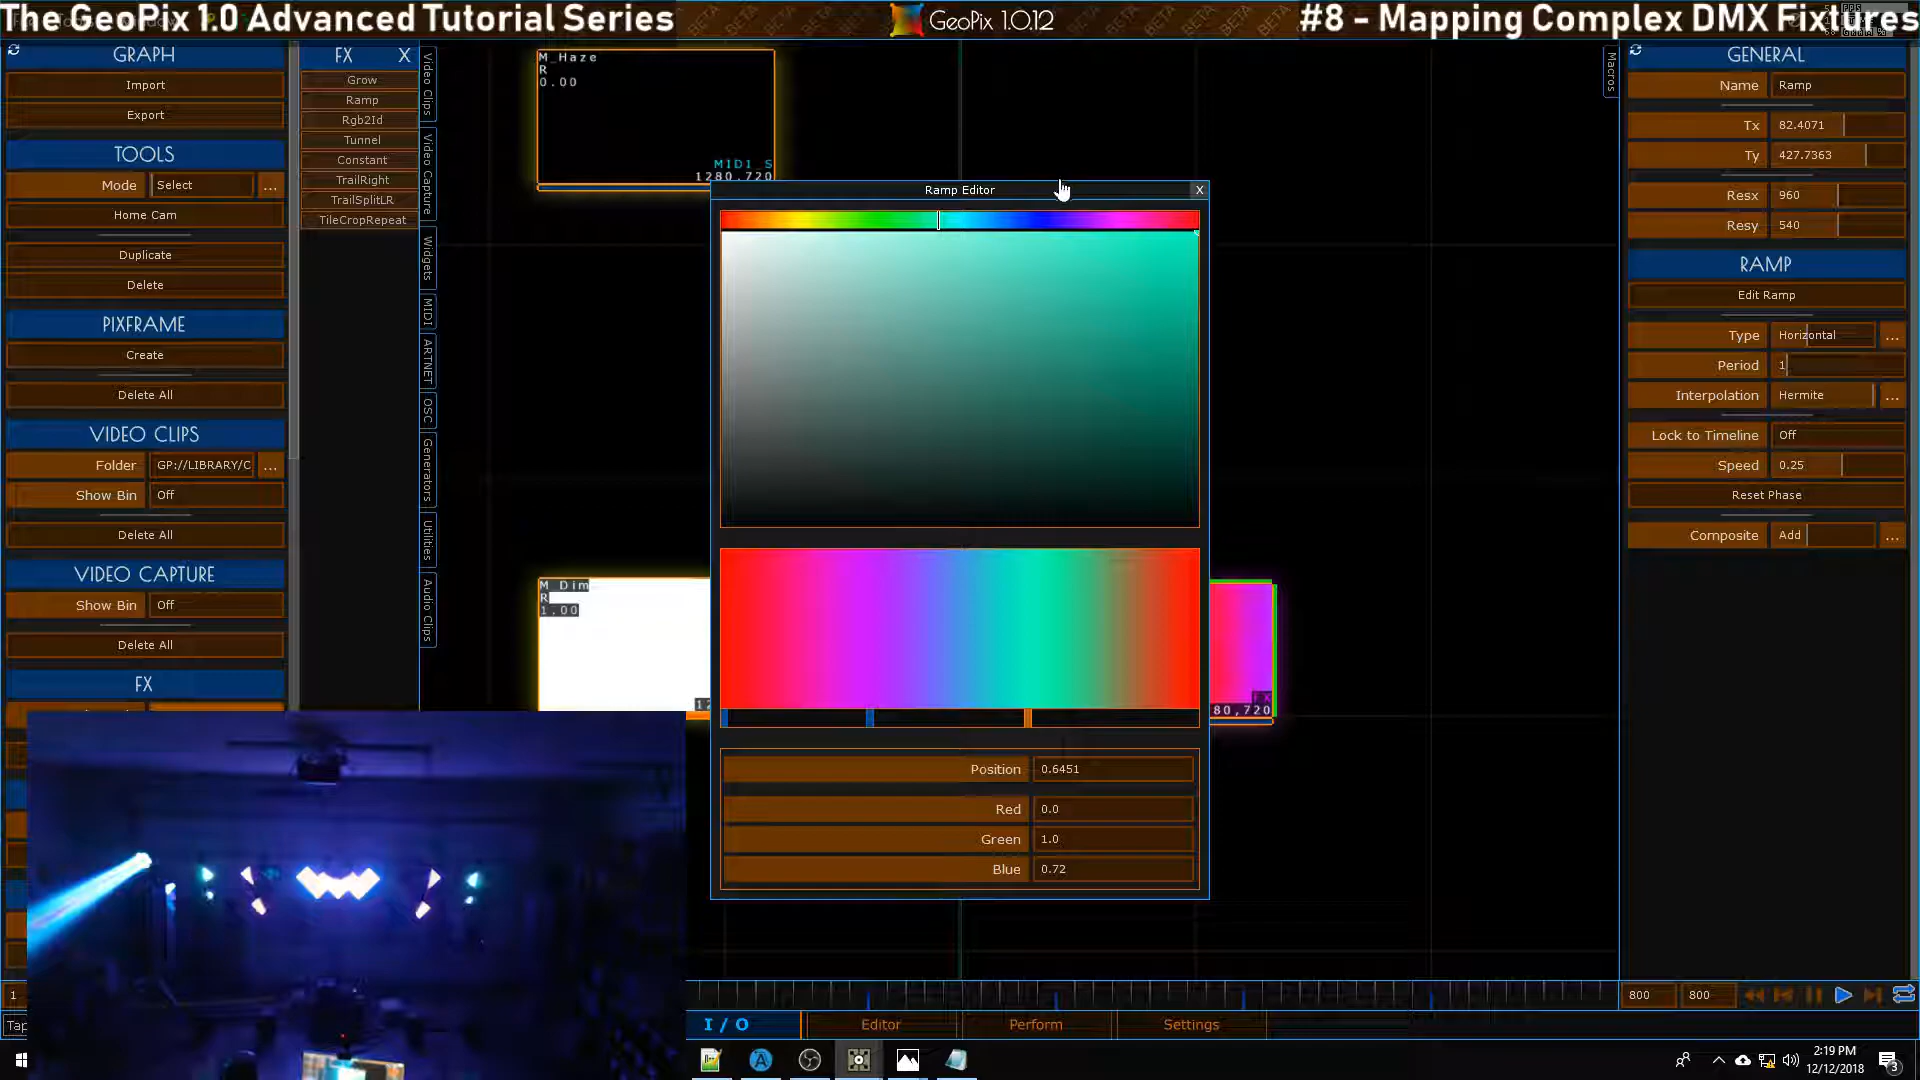 The GeoPix 1.0 Advanced Tutorial Series
GeoPix 1.0.12
#8 - Mapping Complex DMX Fixtures
GRAPH
Import
Export
TOOLS
Mode
Select
...
Home Cam
Duplicate
Delete
PIXFRAME
Create
Delete All
VIDEO CLIPS
Folder
GP://LIBRARY/C
...
Show Bin
Off
Delete All
VIDEO CAPTURE
Show Bin
Off
Delete All
FX
FX
X
Grow
Ramp
Rgb2Id
Tunnel
Constant
TrailRight
TrailSplitLR
TileCropRepeat
Video Clips
Video Capture
Widgets
MIDI
ARTNET
OSC
Generators
Utilities
Audio Clips
M_Haze
R
0.00
MIDI_S
1280,720
M_Dim
R
1.00
12
FX
80,720
Ramp Editor
X
Position
0.6451
Red
0.0
Green
1.0
Blue
0.72
Macros
GENERAL
Name
Ramp
Tx
82.4071
Ty
427.7363
Resx
960
Resy
540
RAMP
Edit Ramp
Type
Horizontal
...
Period
1
Interpolation
Hermite
...
Lock to Timeline
Off
Speed
0.25
Reset Phase
Composite
Add
...
1
800
800
Tap
I / O
Editor
Perform
Settings
2:19 PM
12/12/2018
3